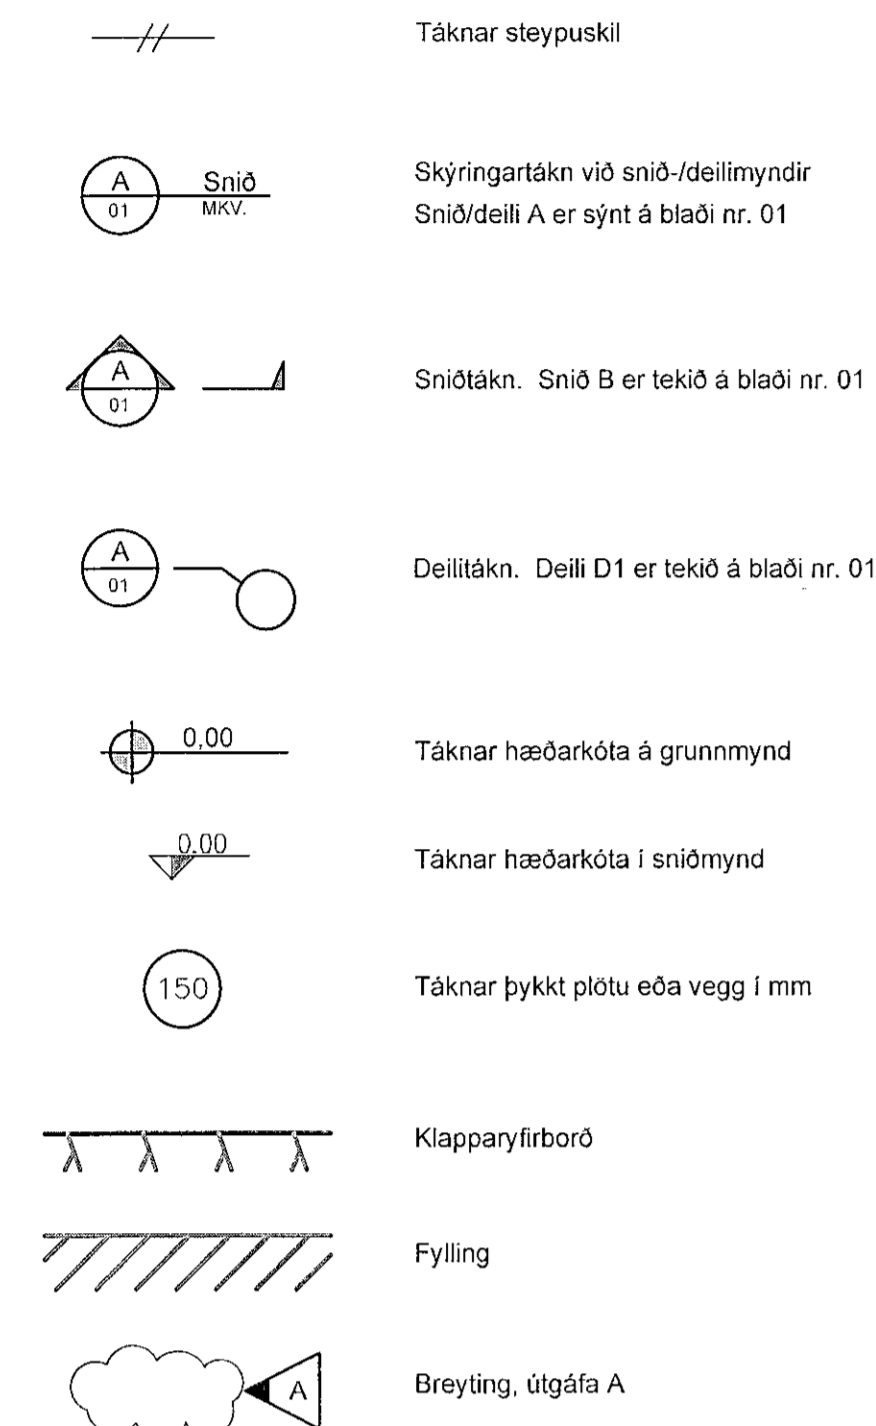 Táknar steypuskil
A Snið
01 MKV.
Skýringartákn við snið-/deilimyndir
Snið/deili A er sýnt á blaði nr. 01
A
01
Sniðtákn. Snið B er tekið á blaði nr. 01
A
01
Deilitákn. Deili D1 er tekið á blaði nr. 01
0,00
Táknar hæðarkóta á grunnmynd
0.00
Táknar hæðarkóta í sniðmynd
150
Táknar þykkt plötu eða vegg í mm
Klapparyfirborð
Fylling
A
Breyting, útgáfa A